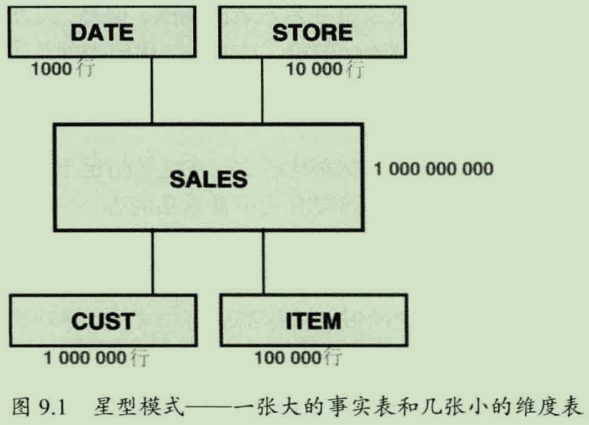 DATE STORE
1000行 10 000行
SALES 1 000 000 000
CUST ITEM
1 000 000行 100 000行
图 9.1 星型模式——一张大的事实表和几张小的维度表